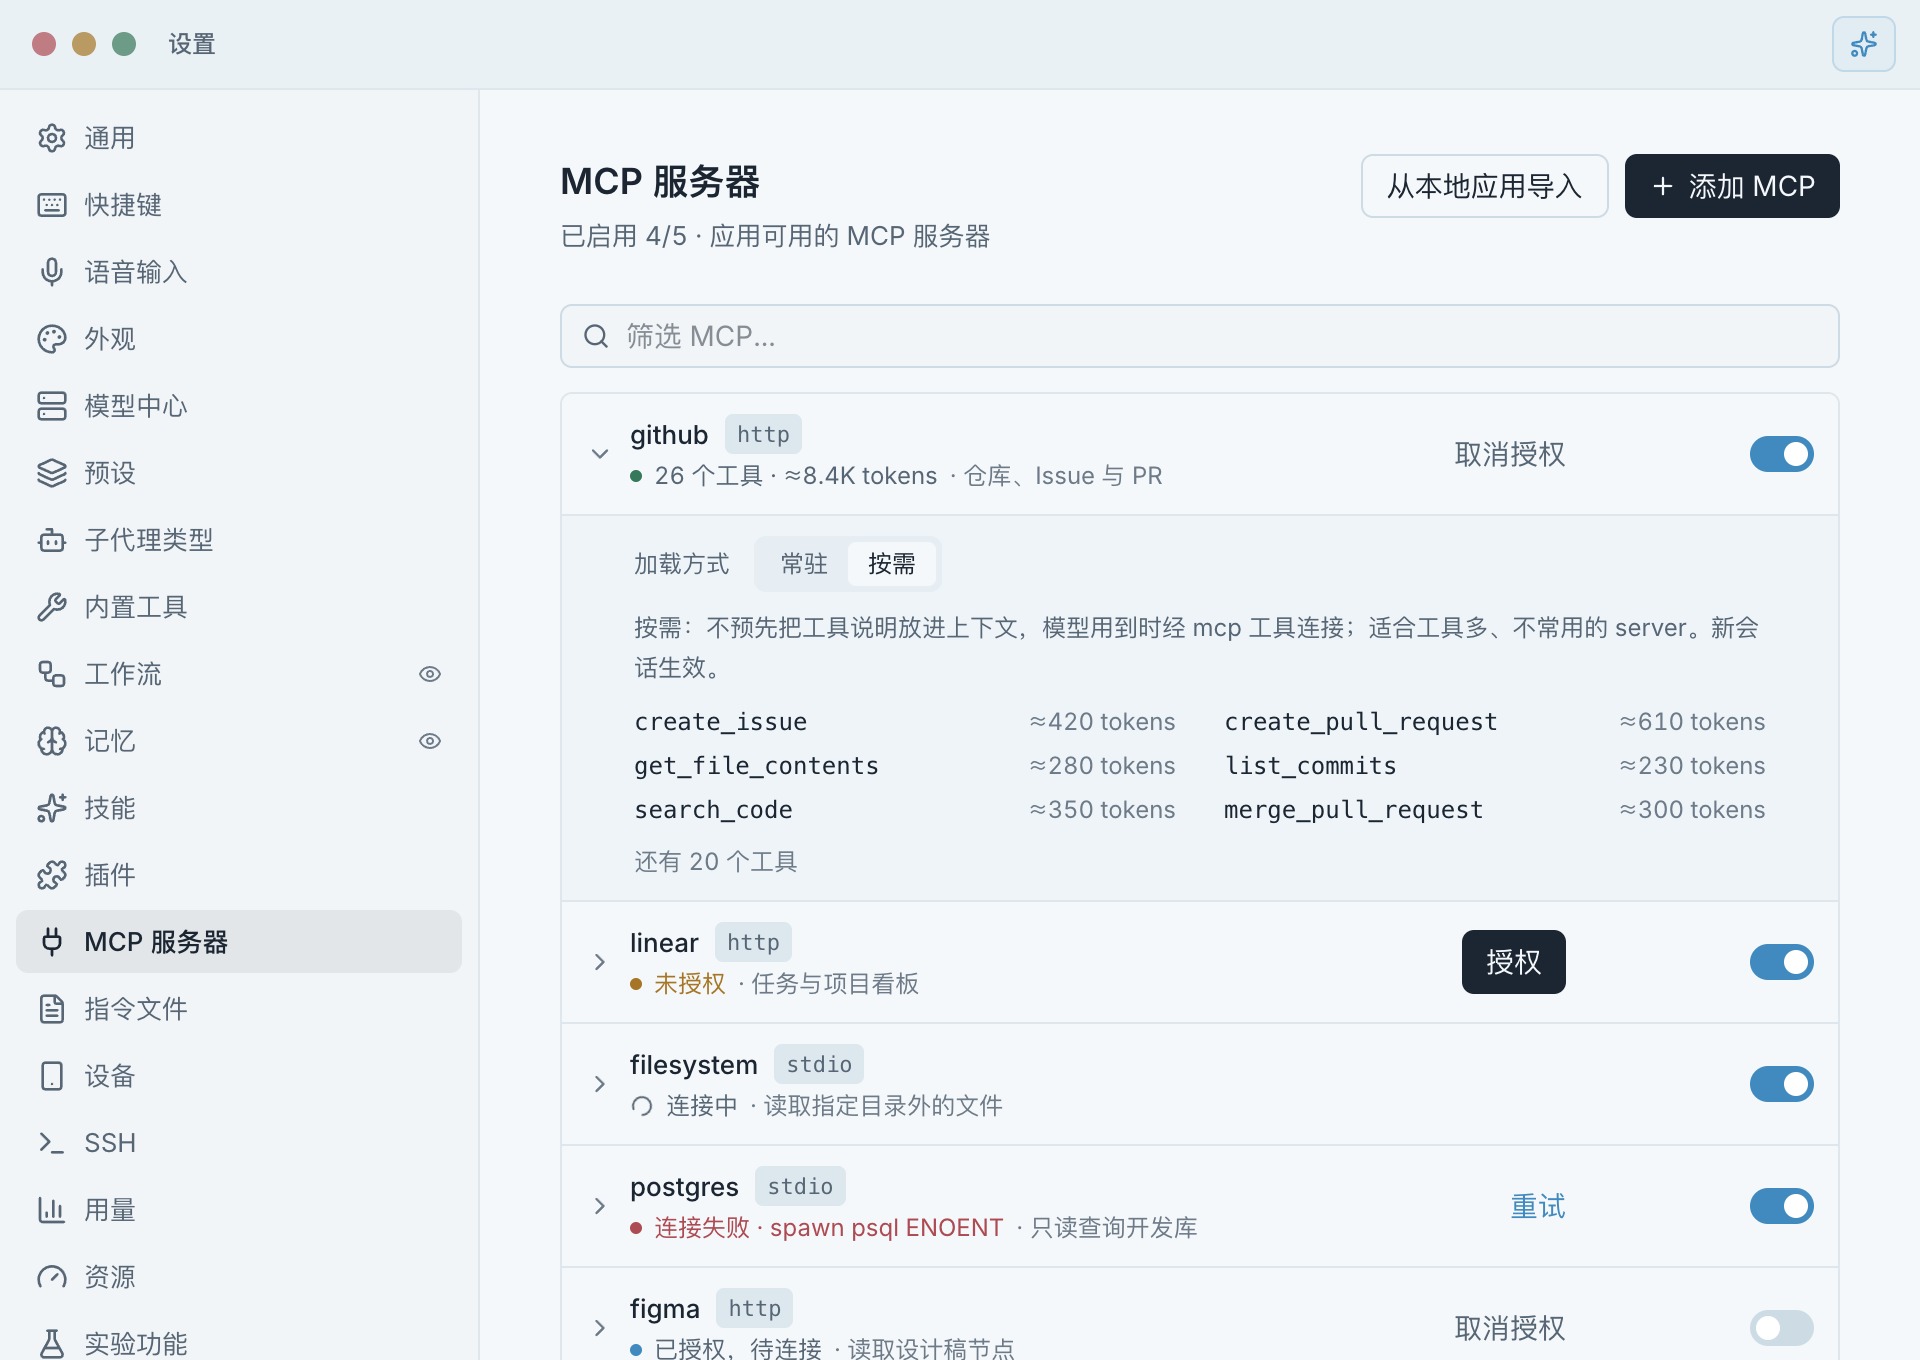 设置
通用
快捷键
语音输入
外观
模型中心
预设
子代理类型
内置工具
工作流
记忆
技能
插件
MCP 服务器
指令文件
设备
SSH
用量
资源
实验功能
MCP 服务器
已启用 4/5 · 应用可用的 MCP 服务器
从本地应用导入
+ 添加 MCP
筛选 MCP...
github http
26 个工具 · ≈8.4K tokens · 仓库、Issue 与 PR
取消授权
加载方式 常驻 按需
按需：不预先把工具说明放进上下文，模型用到时经 mcp 工具连接；适合工具多、不常用的 server。新会
话生效。
create_issue ≈420 tokens create_pull_request ≈610 tokens
get_file_contents ≈280 tokens list_commits ≈230 tokens
search_code ≈350 tokens merge_pull_request ≈300 tokens
还有 20 个工具
linear http
未授权 · 任务与项目看板
授权
filesystem stdio
连接中 · 读取指定目录外的文件
postgres stdio
连接失败 · spawn psql ENOENT · 只读查询开发库
重试
figma http
已授权，待连接 · 读取设计稿节点
取消授权